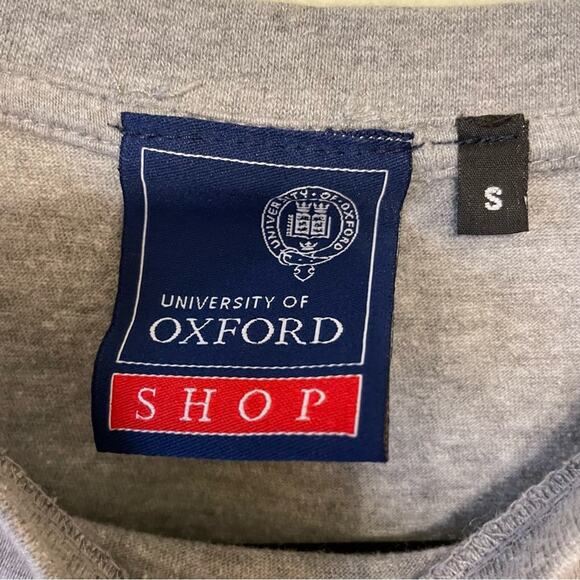 UNIVERSITY · OF · OXFORD
UNIVERSITY OF
OXFORD
SHOP
S